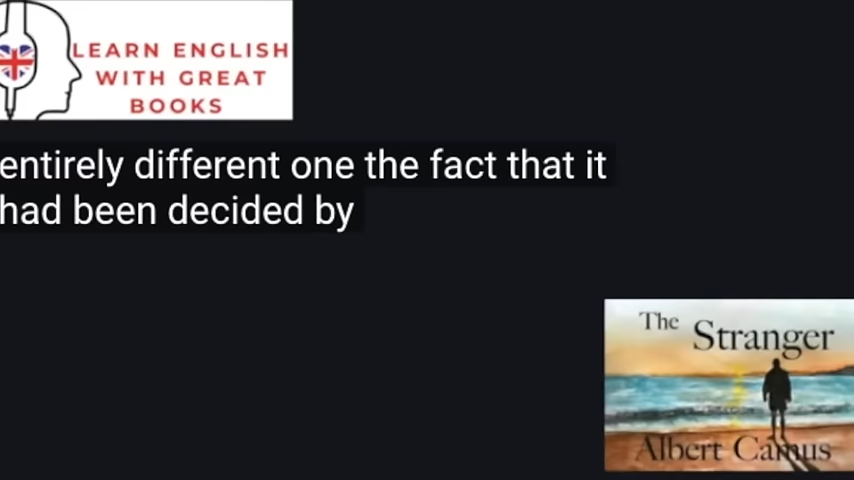 LEARN ENGLISH
WITH GREAT
BOOKS
entirely different one the fact that it
had been decided by
The Stranger
Albert Camus